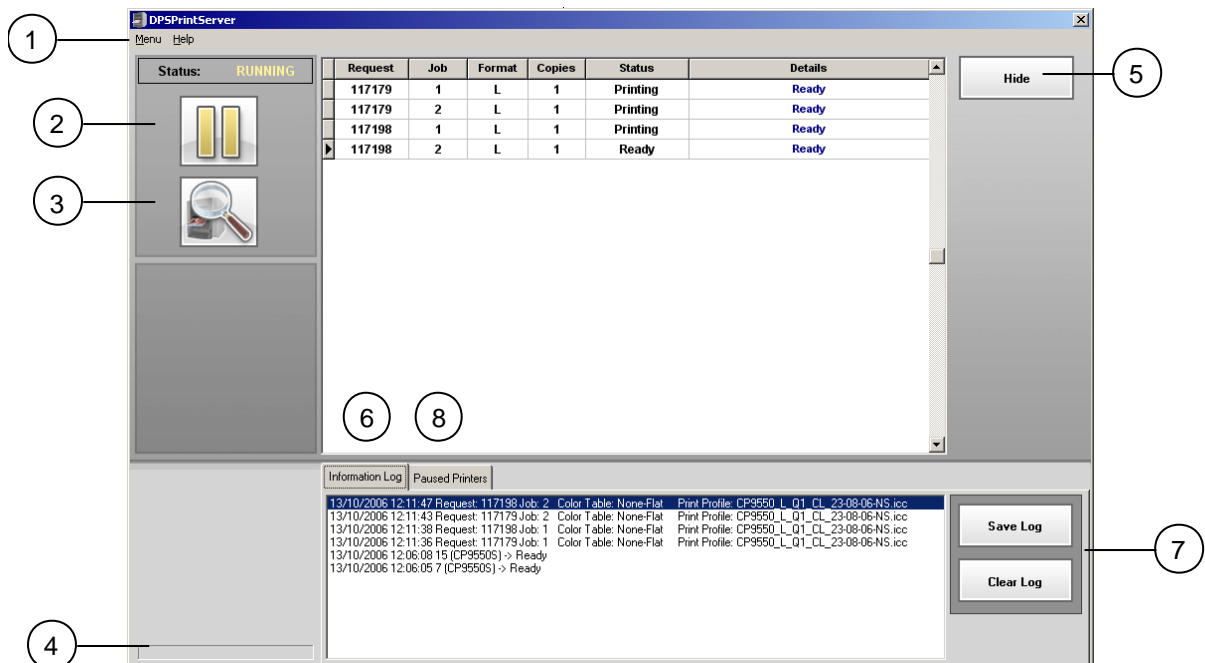 DPSPrintServer
1
Menu Help
Status: RUNNING
Request Job Format Copies Status Details
117179 1 L 1 Printing Ready
117179 2 L 1 Printing Ready
117198 1 L 1 Printing Ready
117198 2 L 1 Ready Ready
Hide
5
2
3
6 8
Information Log Paused Printers
13/10/2006 12:11:47 Request: 117198 Job: 2 Color Table: None-Flat Print Profile: CP9550_L_Q1_CL_23-08-06-NS.icc
13/10/2006 12:11:43 Request: 117179 Job: 2 Color Table: None-Flat Print Profile: CP9550_L_Q1_CL_23-08-06-NS.icc
13/10/2006 12:11:38 Request: 117198 Job: 1 Color Table: None-Flat Print Profile: CP9550_L_Q1_CL_23-08-06-NS.icc
13/10/2006 12:11:36 Request: 117179 Job: 1 Color Table: None-Flat Print Profile: CP9550_L_Q1_CL_23-08-06-NS.icc
13/10/2006 12:06:08 15 (CP9550S) -> Ready
13/10/2006 12:06:05 7 (CP9550S) -> Ready
Save Log
7
Clear Log
4